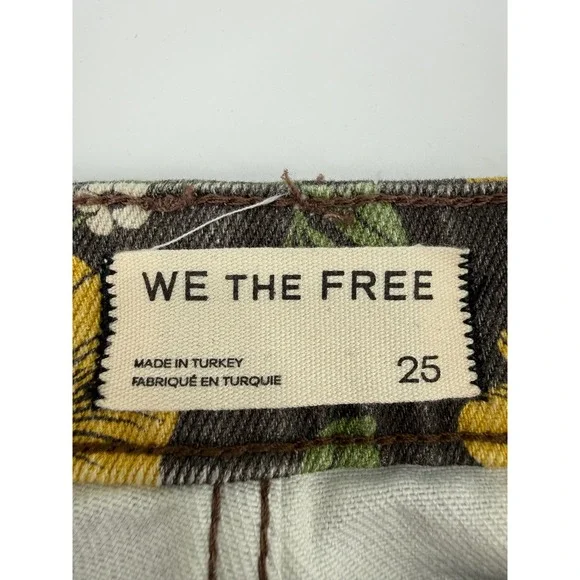 WE THE FREE
MADE IN TURKEY
FABRIQUÉ EN TURQUIE
25